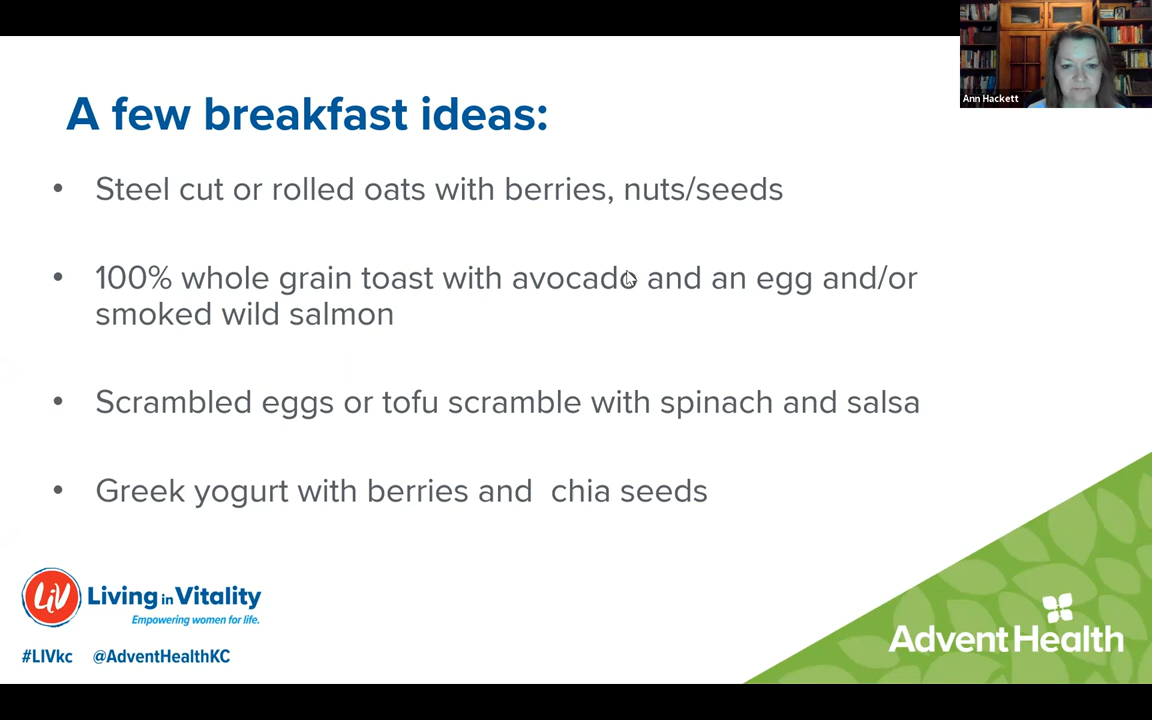 Ann Hackett
A few breakfast ideas:
• Steel cut or rolled oats with berries, nuts/seeds
• 100% whole grain toast with avocado and an egg and/or
smoked wild salmon
• Scrambled eggs or tofu scramble with spinach and salsa
• Greek yogurt with berries and  chia seeds
LiV
Living in Vitality
Empowering women for life.
#LIVkc @AdventHealthKC
Advent Health